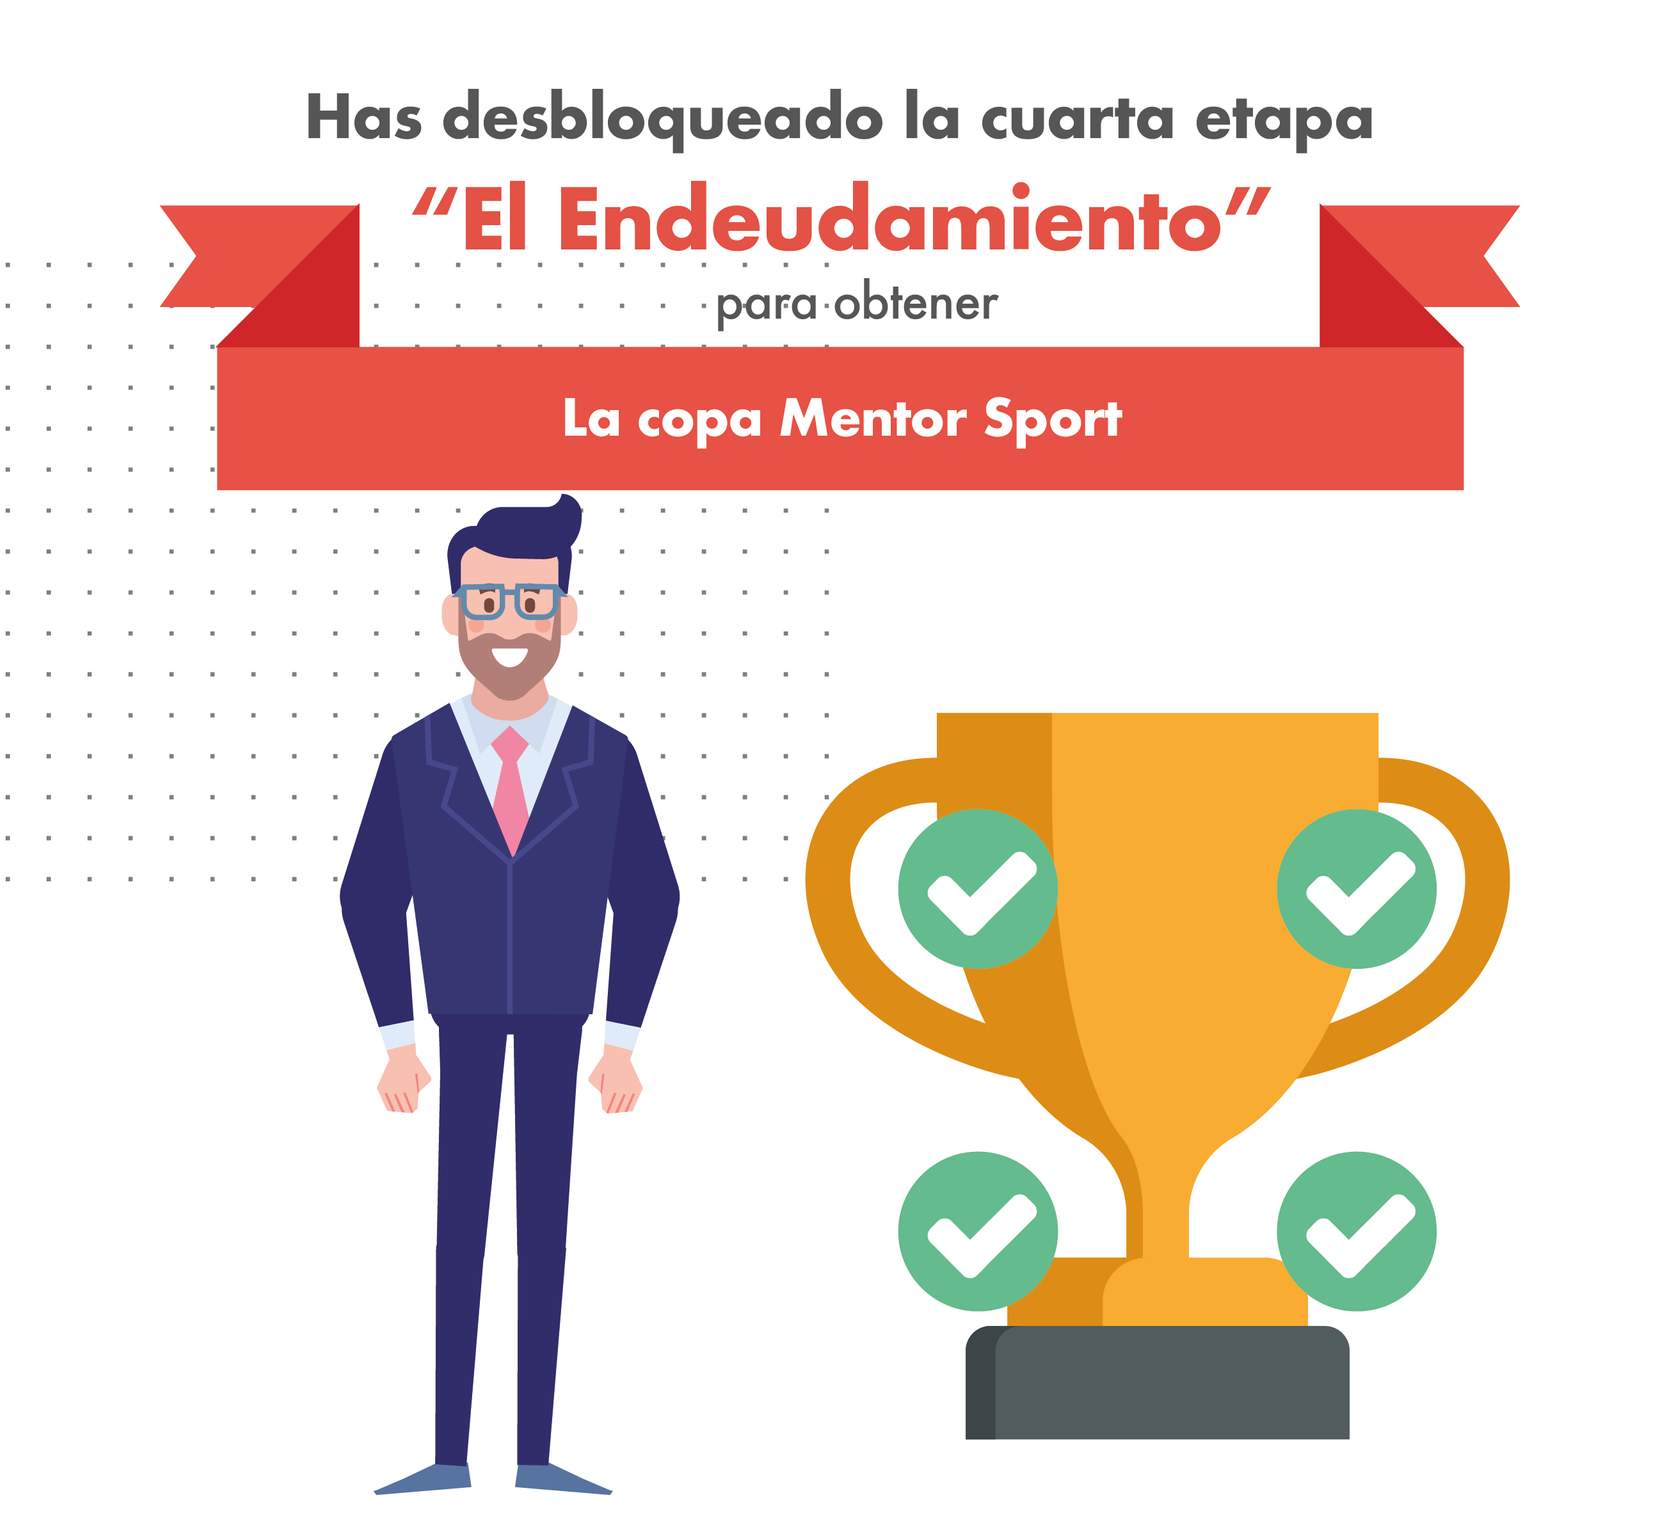 Has desbloqueado la cuarta etapa
“El Endeudamiento”
para obtener
La copa Mentor Sport